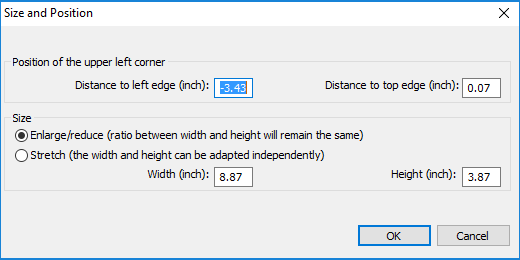 Size and Position
Position of the upper left corner
Distance to left edge (inch): -3.43 Distance to top edge (inch): 0.07
Size
Enlarge/reduce (ratio between width and height will remain the same)
Stretch (the width and height can be adapted independently)
Width (inch): 8.87 Height (inch): 3.87
OK Cancel